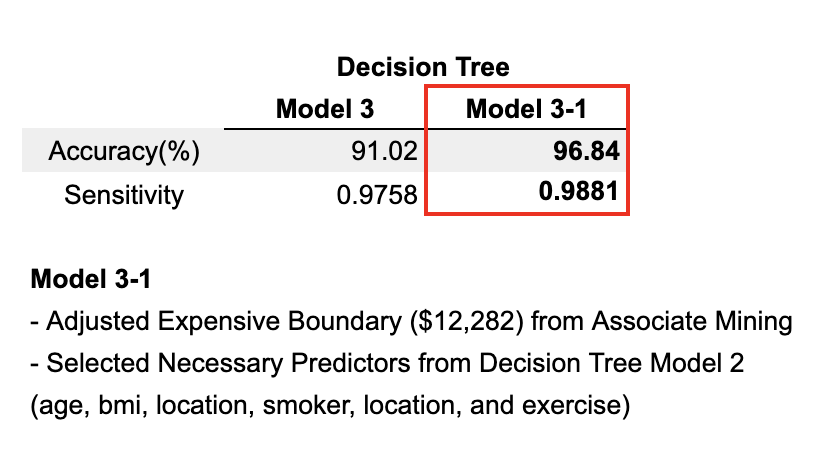 Decision Tree
Model 3 Model 3-1
Accuracy(%) 91.02 96.84
Sensitivity 0.9758 0.9881
Model 3-1
- Adjusted Expensive Boundary ($12,282) from Associate Mining
- Selected Necessary Predictors from Decision Tree Model 2
(age, bmi, location, smoker, location, and exercise)